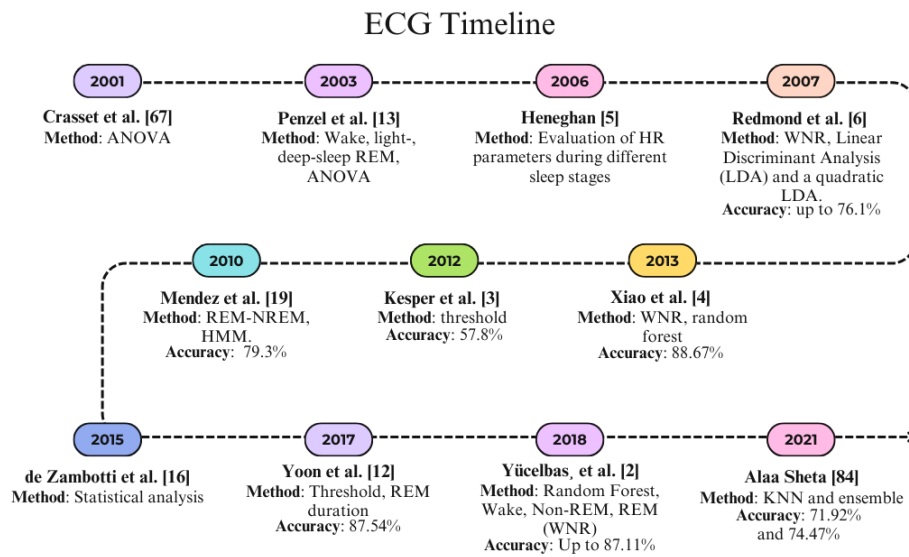 ECG Timeline
2001
Crasset et al. [67]
Method: ANOVA
2003
Penzel et al. [13]
Method: Wake, light-,
deep-sleep REM,
ANOVA
2006
Heneghan [5]
Method: Evaluation of HR
parameters during different
sleep stages
2007
Redmond et al. [6]
Method: WNR, Linear
Discriminant Analysis
(LDA) and a quadratic
LDA.
Accuracy: up to 76.1%
2010
Mendez et al. [19]
Method: REM-NREM,
HMM.
Accuracy: 79.3%
2012
Kesper et al. [3]
Method: threshold
Accuracy: 57.8%
2013
Xiao et al. [4]
Method: WNR, random
forest
Accuracy: 88.67%
2015
de Zambotti et al. [16]
Method: Statistical analysis
2017
Yoon et al. [12]
Method: Threshold, REM
duration
Accuracy: 87.54%
2018
Yücelbas¸ et al. [2]
Method: Random Forest,
Wake, Non-REM, REM
(WNR)
Accuracy: Up to 87.11%
2021
Alaa Sheta [84]
Method: KNN and ensemble
71.92%
and 74.47%